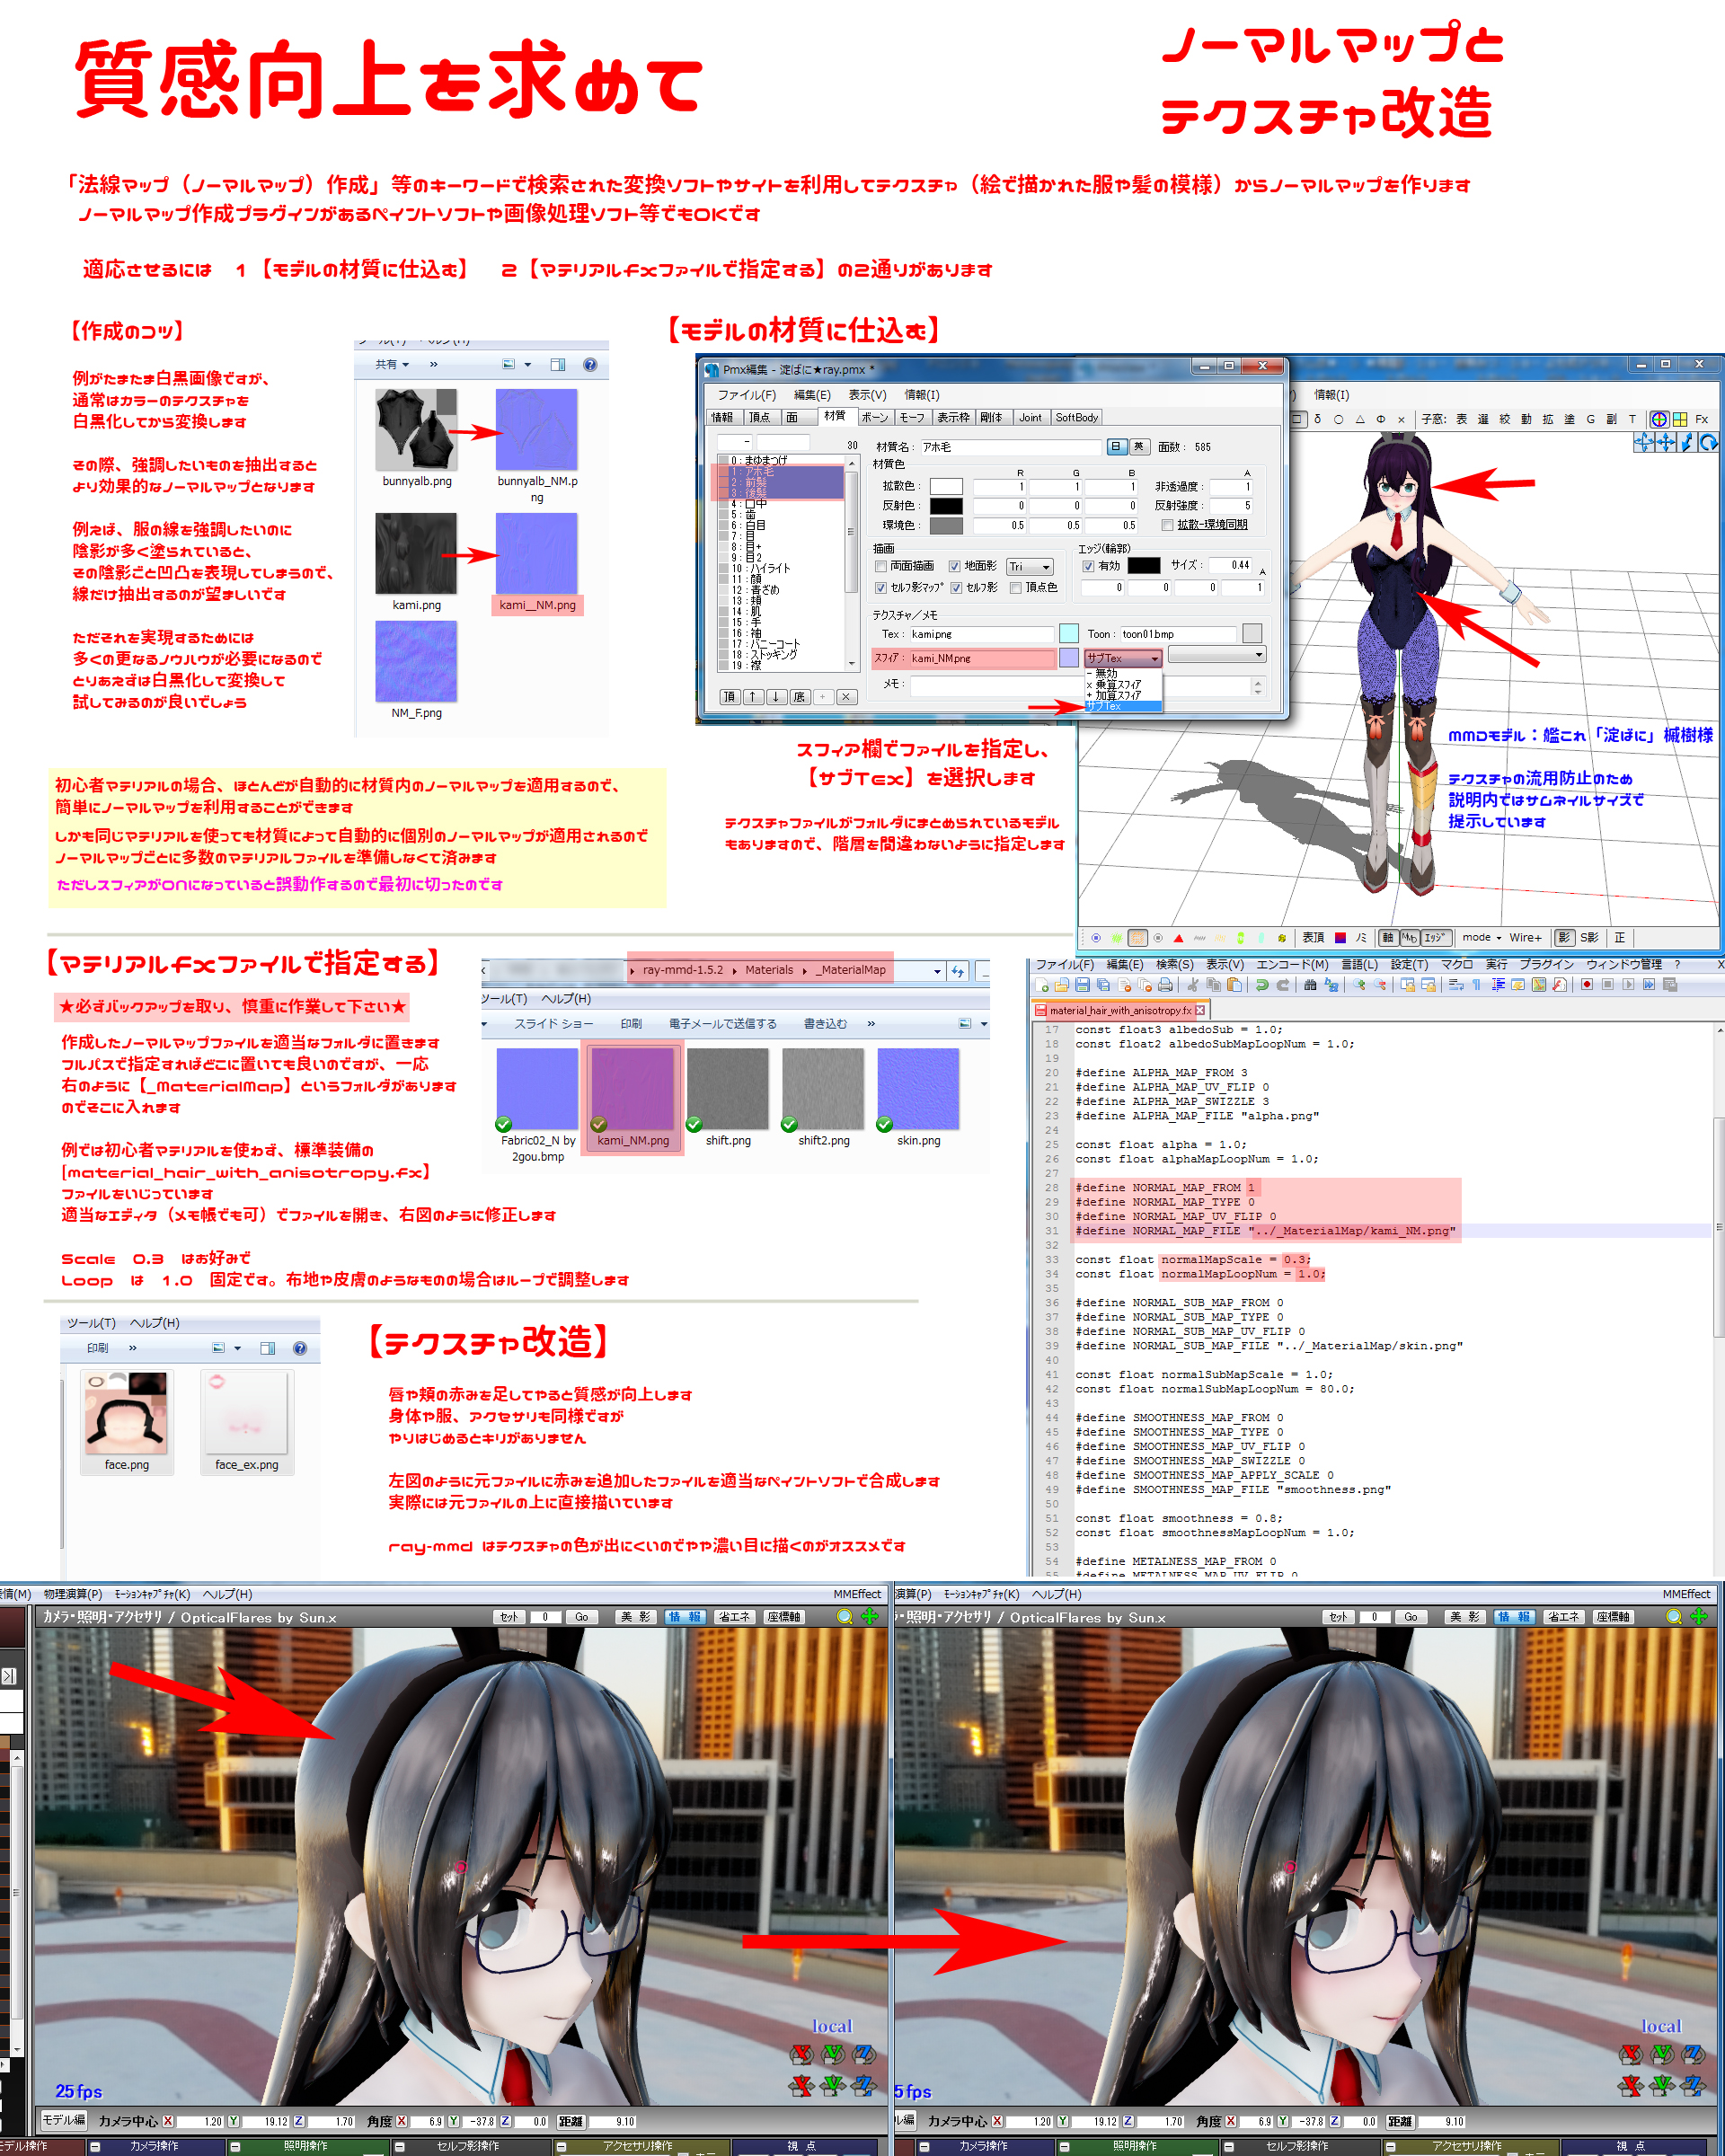 質感向上を求めて
ノーマルマップと
テクスチャ改造
「法線マップ（ノーマルマップ）作成」等のキーワードで検索された変換ソフトやサイトを利用してテクスチャ（絵で描かれた服や髪の模様）からノーマルマップを作ります
ノーマルマップ作成プラグインがあるペイントソフトや画像処理ソフト等でもOKです
適応させるには　1【モデルの材質に仕込む】　2【マテリアルfxファイルで指定する】の2通りがあります
【作成のコツ】
例がたまたま白黒画像ですが、
通常はカラーのテクスチャを
白黒化してから変換します
その際、強調したいものを抽出すると
より効果的なノーマルマップとなります
例えば、服の線を強調したいのに
陰影が多く塗られていると、
その陰影ごと凹凸を表現してしまうので、
線だけ抽出するのが望ましいです
ただそれを実現するためには
多くの更なるノウハウが必要になるので
とりあえずは白黒化して変換して
試してみるのが良いでしょう
共有 »
bunnyalb.png
bunnyalb_NM.p
ng
kami.png
kami__NM.png
NM_F.png
【モデルの材質に仕込む】
Pmx編集 - 淀ばに★ray.pmx *
ファイル(F) 編集(E) 表示(V) 情報(I)
情報 頂点 面 材質 ボーン モーフ 表示枠 剛体 Joint SoftBody
- 30
0：まゆまつげ
1：アホ毛
2：前髪
3：後髪
4：口中
5：歯
6：白目
7：目
8：目+
9：目2
10：ハイライト
11：顔
12：青ざめ
13：頬
14：肌
15：手
16：袖
17：バニーコート
18：ストッキング
19：襟
頂 ↑ ↓ 底 + ×
材質名： アホ毛 日 英 面数： 585
材質色
R G B A
拡散色： 1 1 1 非透過度： 1
反射色： 0 0 0 反射強度： 5
環境色： 0.5 0.5 0.5 拡散-環境同期
描画
両面描画 地面影 Tri
セルフ影マップ セルフ影 頂点色
エッジ(輪郭)
有効 サイズ： 0.44 A
0 0 0 1
テクスチャ／メモ
Tex： kami.png Toon： toon01.bmp
スフィア： kami_NM.png サブTex
- 無効
x 乗算スフィア
+ 加算スフィア
サブTex
メモ：
情報(I)
□ δ ○ △ Φ × 子窓： 表 選 絞 動 拡 塗 G 副 T Fx
MMDモデル：艦これ「淀ばに」槭樹様
テクスチャの流用防止のため
説明内ではサムネイルサイズで
提示しています
表頂 ノミ 軸 エッジ mode Wire+ 影 S影 正
スフィア欄でファイルを指定し、
【サブTex】を選択します
テクスチャファイルがフォルダにまとめられているモデル
もありますので、階層を間違わないように指定します
初心者マテリアルの場合、ほとんどが自動的に材質内のノーマルマップを適用するので、
簡単にノーマルマップを利用することができます
しかも同じマテリアルを使っても材質によって自動的に個別のノーマルマップが適用されるので
ノーマルマップごとに多数のマテリアルファイルを準備しなくて済みます
ただしスフィアがONになっていると誤動作するので最初に切ったのです
【マテリアルfxファイルで指定する】
★必ずバックアップを取り、慎重に作業して下さい★
作成したノーマルマップファイルを適当なフォルダに置きます
フルパスで指定すればどこに置いても良いのですが、一応
右のように【_MaterialMap】というフォルダがあります
のでそこに入れます
例では初心者マテリアルを使わず、標準装備の
[material_hair_with_anisotropy.fx】
ファイルをいじっています
適当なエディタ（メモ帳でも可）でファイルを開き、右図のように修正します
Scale　0.3　はお好みで
Loop　は　1.0　固定です。布地や皮膚のようなものの場合はループで調整します
ray-mmd-1.5.2 Materials _MaterialMap
ツール(T) ヘルプ(H)
スライド ショー 印刷 電子メールで送信する 書き込む »
Fabric02_N by
2gou.bmp
kami_NM.png
shift.png
shift2.png
skin.png
ファイル(F) 編集(E) 検索(S) 表示(V) エンコード(M) 言語(L) 設定(T) マクロ 実行 プラグイン ウィンドウ管理 ? X
material_hair_with_anisotropy.fx
17 const float3 albedoSub = 1.0;
18 const float2 albedoSubMapLoopNum = 1.0;
19
20 #define ALPHA_MAP_FROM 3
21 #define ALPHA_MAP_UV_FLIP 0
22 #define ALPHA_MAP_SWIZZLE 3
23 #define ALPHA_MAP_FILE "alpha.png"
24
25 const float alpha = 1.0;
26 const float alphaMapLoopNum = 1.0;
27
28 #define NORMAL_MAP_FROM 1
29 #define NORMAL_MAP_TYPE 0
30 #define NORMAL_MAP_UV_FLIP 0
31 #define NORMAL_MAP_FILE "../_MaterialMap/kami_NM.png"
32
33 const float normalMapScale = 0.3;
34 const float normalMapLoopNum = 1.0;
35
36 #define NORMAL_SUB_MAP_FROM 0
37 #define NORMAL_SUB_MAP_TYPE 0
38 #define NORMAL_SUB_MAP_UV_FLIP 0
39 #define NORMAL_SUB_MAP_FILE "../_MaterialMap/skin.png"
40
41 const float normalSubMapScale = 1.0;
42 const float normalSubMapLoopNum = 80.0;
43
44 #define SMOOTHNESS_MAP_FROM 0
45 #define SMOOTHNESS_MAP_TYPE 0
46 #define SMOOTHNESS_MAP_UV_FLIP 0
47 #define SMOOTHNESS_MAP_SWIZZLE 0
48 #define SMOOTHNESS_MAP_APPLY_SCALE 0
49 #define SMOOTHNESS_MAP_FILE "smoothness.png"
50
51 const float smoothness = 0.8;
52 const float smoothnessMapLoopNum = 1.0;
53
54 #define METALNESS_MAP_FROM 0
ツール(T) ヘルプ(H)
印刷 »
face.png
face_ex.png
【テクスチャ改造】
唇や頬の赤みを足してやると質感が向上します
身体や服、アクセサリも同様ですが
やりはじめるとキリがありません
左図のように元ファイルに赤みを追加したファイルを適当なペイントソフトで合成します
実際には元ファイルの上に直接描いています
ray-mmd はテクスチャの色が出にくいのでやや濃い目に描くのがオススメです
表情(M) 物理演算(P) モーションキャプチャ(K) ヘルプ(H) MMEffect
カメラ・照明・アクセサリ / OpticalFlares by Sun.x セット 0 Go 美 影 情 報 省エネ 座標軸
local
X Y Z
X Y Z
25 fps
モデル編 カメラ中心 X 1.20 Y 19.12 Z 1.70 角度 X 6.9 Y -37.8 Z 0.0 距離 9.10
モデル操作 カメラ操作 照明操作 セルフ影操作 アクセサリ操作 視 点
演算(P) モーションキャプチャ(K) ヘルプ(H) MMEffect
ラ・照明・アクセサリ / OpticalFlares by Sun.x セット 0 Go 美 影 情 報 省エネ 座標軸
local
X Y Z
X Y Z
5 fps
ル編 カメラ中心 X 1.20 Y 19.12 Z 1.70 角度 X 6.9 Y -37.8 Z 0.0 距離 9.10
カメラ操作 照明操作 セルフ影操作 アクセサリ操作 視 点